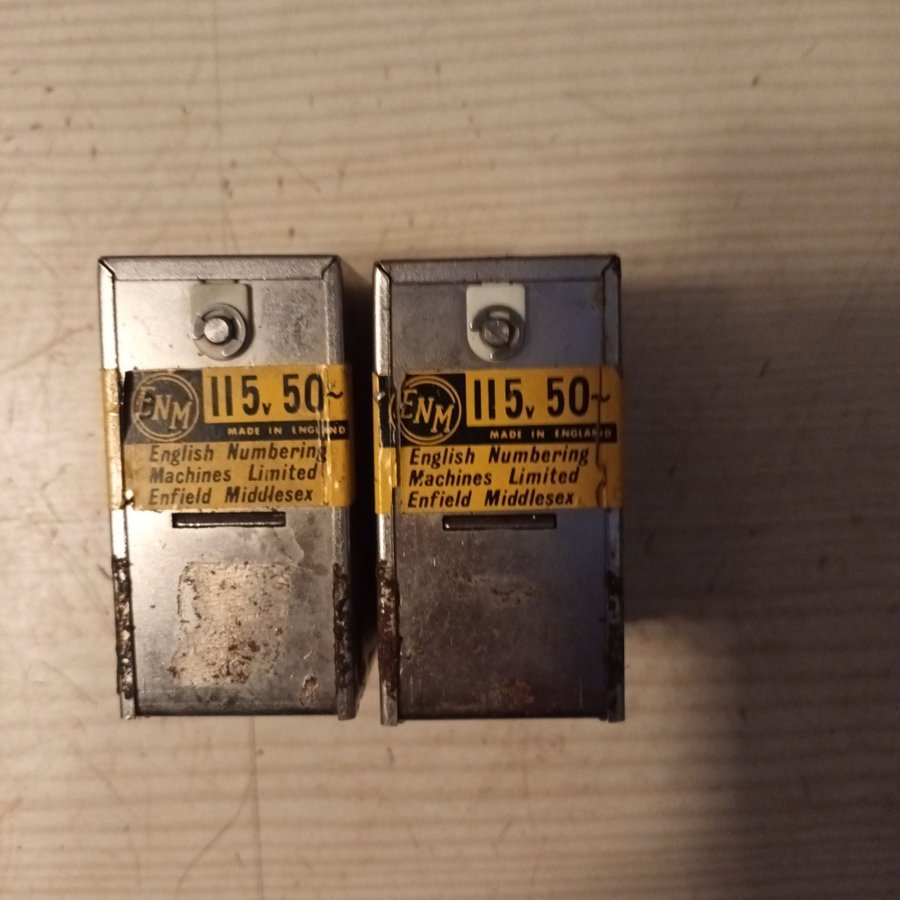 ENM 115v 50~
MADE IN ENGLAND
English Numbering
Machines Limited
Enfield Middlesex
ENM 115v 50~
MADE IN ENGLAND
English Numbering
Machines Limited
Enfield Middlesex